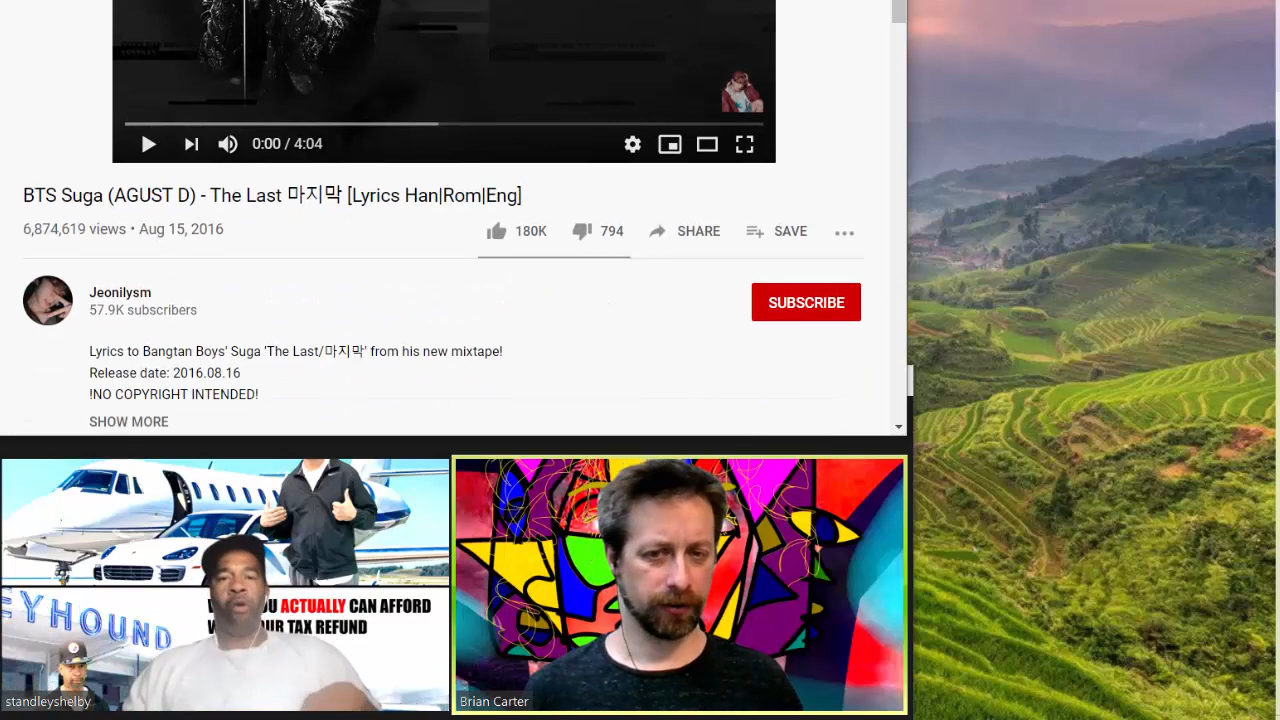 0:00 / 4:04
BTS Suga (AGUST D) - The Last 마지막 [Lyrics Han|Rom|Eng]
6,874,619 views • Aug 15, 2016
180K 794 SHARE SAVE
Jeonilysm
57.9K subscribers
SUBSCRIBE
Lyrics to Bangtan Boys' Suga 'The Last/마지막' from his new mixtape!
Release date: 2016.08.16
!NO COPYRIGHT INTENDED!
SHOW MORE
U ACTUALLY CAN AFFORD
UR TAX REFUND
EYHOUND
standleyshelby
Brian Carter